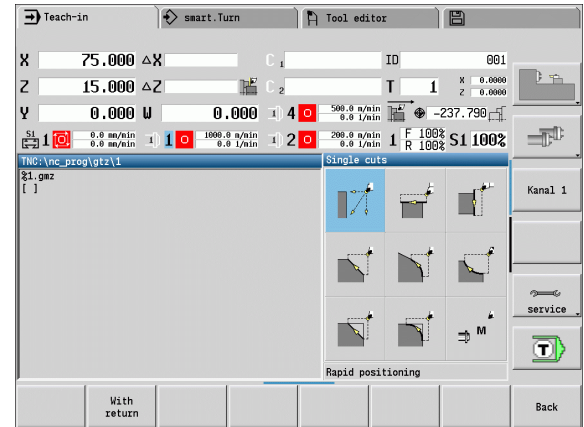 Teach-in smart.Turn Tool editor
X 75.000 ΔX C 1 ID 001
Z 15.000 ΔZ C 2 T 1 X 0.0000 Z 0.0000
Y 0.000 U 0.000 4 0 500.0 m/min 0.0 1/min -237.790
S1 1 0.0 mm/min 0.0 mm/min 1 0 1000.0 m/min 0.0 1/min 2 0 200.0 m/min 0.0 1/min 1 F 100% R 100% S1 100%
TNC:\nc_prog\gtz\1 Single cuts
%1.gmz
[ ]
Kanal 1
service
M
T
Rapid positioning
With
return
Back